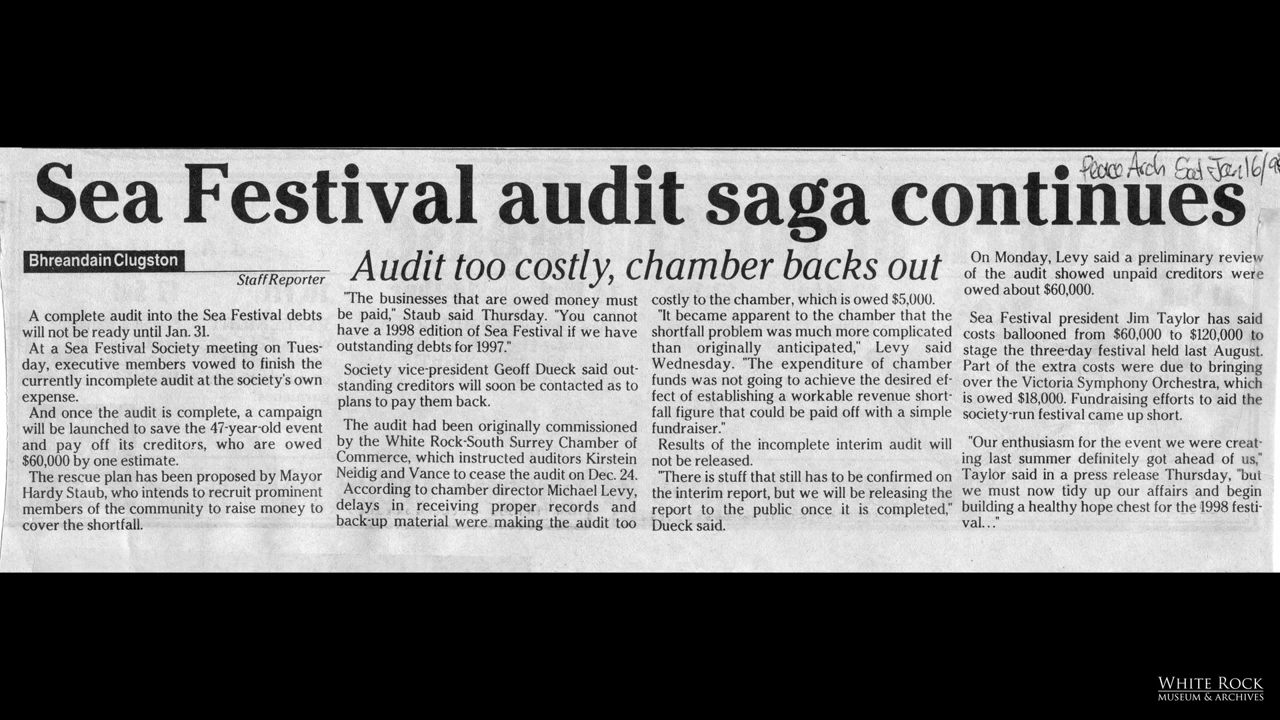 Peace Arch Sat Jan 16/98
Sea Festival audit saga continues
Bhreandain Clugston
Staff Reporter
Audit too costly, chamber backs out
A complete audit into the Sea Festival debts
will not be ready until Jan. 31.
At a Sea Festival Society meeting on Tues-
day, executive members vowed to finish the
currently incomplete audit at the society's own
expense.
And once the audit is complete, a campaign
will be launched to save the 47-year-old event
and pay off its creditors, who are owed
$60,000 by one estimate.
The rescue plan has been proposed by Mayor
Hardy Staub, who intends to recruit prominent
members of the community to raise money to
cover the shortfall.
"The businesses that are owed money must
be paid," Staub said Thursday. "You cannot
have a 1998 edition of Sea Festival if we have
outstanding debts for 1997."
Society vice-president Geoff Dueck said out-
standing creditors will soon be contacted as to
plans to pay them back.
The audit had been originally commissioned
by the White Rock-South Surrey Chamber of
Commerce, which instructed auditors Kirstein
Neidig and Vance to cease the audit on Dec. 24.
According to chamber director Michael Levy,
delays in receiving proper records and
back-up material were making the audit too
costly to the chamber, which is owed $5,000.
"It became apparent to the chamber that the
shortfall problem was much more complicated
than originally anticipated," Levy said
Wednesday. "The expenditure of chamber
funds was not going to achieve the desired ef-
fect of establishing a workable revenue short-
fall figure that could be paid off with a simple
fundraiser."
Results of the incomplete interim audit will
not be released.
"There is stuff that still has to be confirmed on
the interim report, but we will be releasing the
report to the public once it is completed,"
Dueck said.
On Monday, Levy said a preliminary review
of the audit showed unpaid creditors were
owed about $60,000.
Sea Festival president Jim Taylor has said
costs ballooned from $60,000 to $120,000 to
stage the three-day festival held last August.
Part of the extra costs were due to bringing
over the Victoria Symphony Orchestra, which
is owed $18,000. Fundraising efforts to aid the
society-run festival came up short.
"Our enthusiasm for the event we were creat-
ing last summer definitely got ahead of us,"
Taylor said in a press release Thursday, "but
we must now tidy up our affairs and begin
building a healthy hope chest for the 1998 festi-
val..."
WHITE ROCK
MUSEUM & ARCHIVES